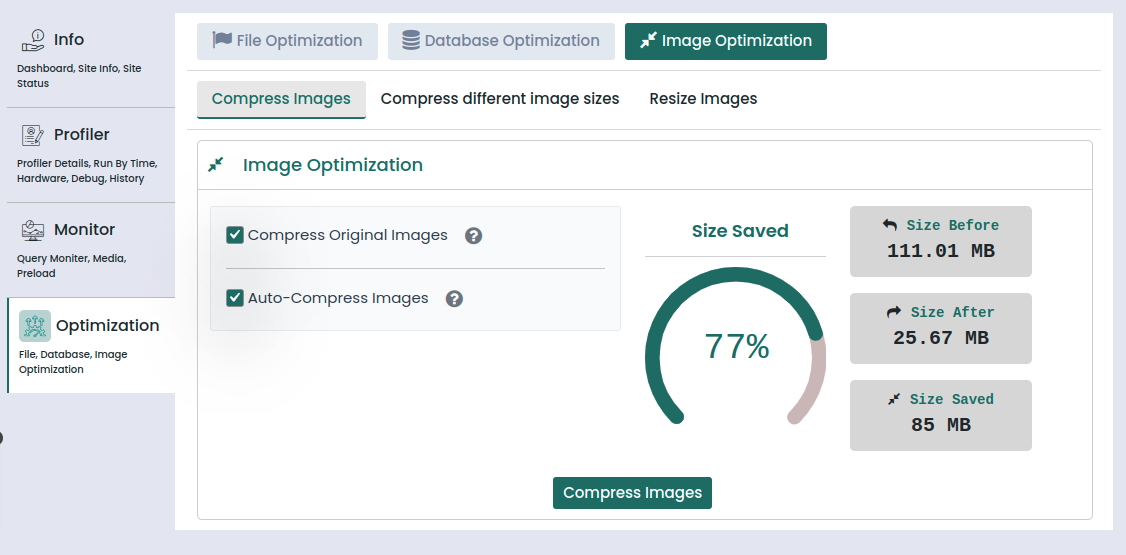 Info
Dashboard, Site Info, Site
Status
Profiler
Profiler Details, Run By Time,
Hardware, Debug, History
Monitor
Query Moniter, Media,
Preload
Optimization
File, Database, Image
Optimization
File Optimization
Database Optimization
Image Optimization
Compress Images
Compress different image sizes
Resize Images
Image Optimization
Compress Original Images ?
Auto-Compress Images ?
Size Saved
77%
Size Before
111.01 MB
Size After
25.67 MB
Size Saved
85 MB
Compress Images